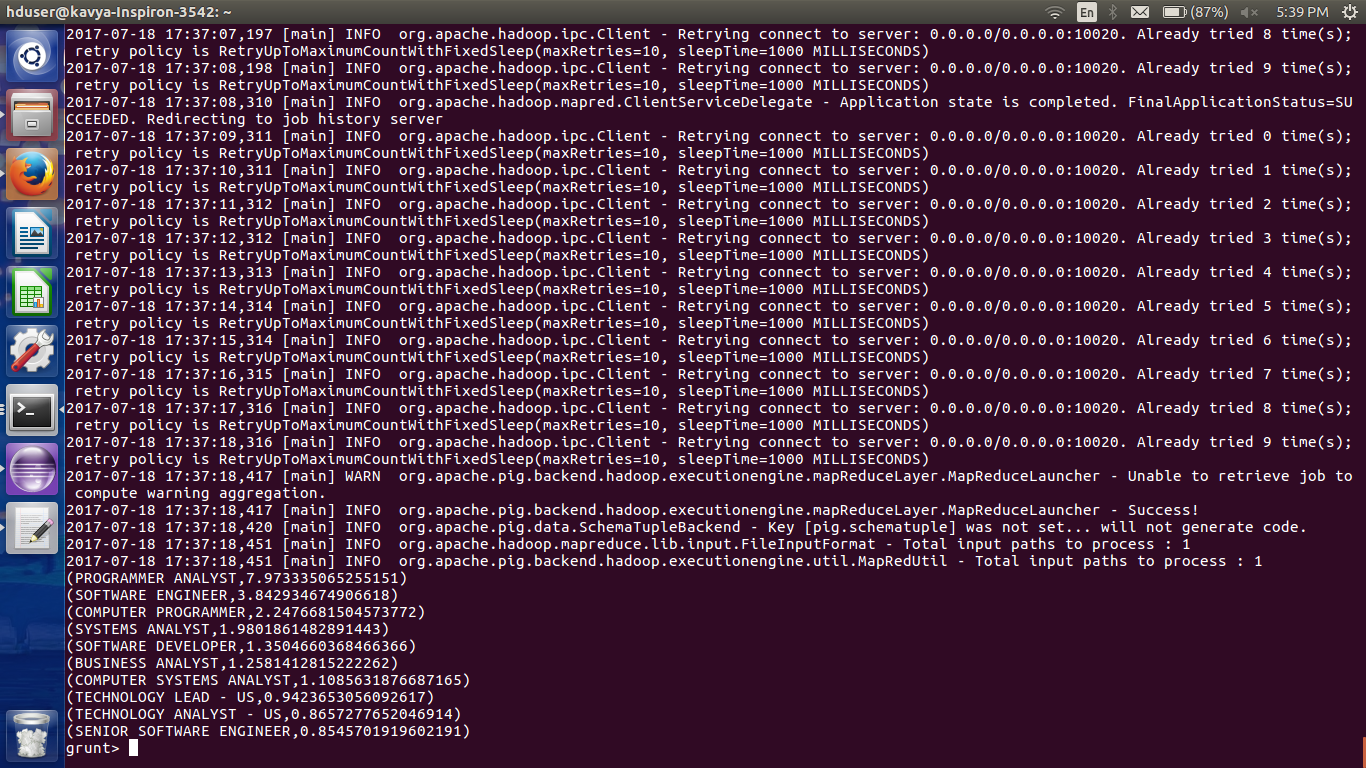 hduser@kavya-Inspiron-3542: ~
En
(87%)
5:39 PM
2017-07-18 17:37:07,197 [main] INFO  org.apache.hadoop.ipc.Client - Retrying connect to server: 0.0.0.0/0.0.0.0:10020. Already tried 8 time(s);
 retry policy is RetryUpToMaximumCountWithFixedSleep(maxRetries=10, sleepTime=1000 MILLISECONDS)
2017-07-18 17:37:08,198 [main] INFO  org.apache.hadoop.ipc.Client - Retrying connect to server: 0.0.0.0/0.0.0.0:10020. Already tried 9 time(s);
 retry policy is RetryUpToMaximumCountWithFixedSleep(maxRetries=10, sleepTime=1000 MILLISECONDS)
2017-07-18 17:37:08,310 [main] INFO  org.apache.hadoop.mapred.ClientServiceDelegate - Application state is completed. FinalApplicationStatus=SU
CCEEDED. Redirecting to job history server
2017-07-18 17:37:09,311 [main] INFO  org.apache.hadoop.ipc.Client - Retrying connect to server: 0.0.0.0/0.0.0.0:10020. Already tried 0 time(s);
 retry policy is RetryUpToMaximumCountWithFixedSleep(maxRetries=10, sleepTime=1000 MILLISECONDS)
2017-07-18 17:37:10,311 [main] INFO  org.apache.hadoop.ipc.Client - Retrying connect to server: 0.0.0.0/0.0.0.0:10020. Already tried 1 time(s);
 retry policy is RetryUpToMaximumCountWithFixedSleep(maxRetries=10, sleepTime=1000 MILLISECONDS)
2017-07-18 17:37:11,312 [main] INFO  org.apache.hadoop.ipc.Client - Retrying connect to server: 0.0.0.0/0.0.0.0:10020. Already tried 2 time(s);
 retry policy is RetryUpToMaximumCountWithFixedSleep(maxRetries=10, sleepTime=1000 MILLISECONDS)
2017-07-18 17:37:12,312 [main] INFO  org.apache.hadoop.ipc.Client - Retrying connect to server: 0.0.0.0/0.0.0.0:10020. Already tried 3 time(s);
 retry policy is RetryUpToMaximumCountWithFixedSleep(maxRetries=10, sleepTime=1000 MILLISECONDS)
2017-07-18 17:37:13,313 [main] INFO  org.apache.hadoop.ipc.Client - Retrying connect to server: 0.0.0.0/0.0.0.0:10020. Already tried 4 time(s);
 retry policy is RetryUpToMaximumCountWithFixedSleep(maxRetries=10, sleepTime=1000 MILLISECONDS)
2017-07-18 17:37:14,314 [main] INFO  org.apache.hadoop.ipc.Client - Retrying connect to server: 0.0.0.0/0.0.0.0:10020. Already tried 5 time(s);
 retry policy is RetryUpToMaximumCountWithFixedSleep(maxRetries=10, sleepTime=1000 MILLISECONDS)
2017-07-18 17:37:15,314 [main] INFO  org.apache.hadoop.ipc.Client - Retrying connect to server: 0.0.0.0/0.0.0.0:10020. Already tried 6 time(s);
 retry policy is RetryUpToMaximumCountWithFixedSleep(maxRetries=10, sleepTime=1000 MILLISECONDS)
2017-07-18 17:37:16,315 [main] INFO  org.apache.hadoop.ipc.Client - Retrying connect to server: 0.0.0.0/0.0.0.0:10020. Already tried 7 time(s);
 retry policy is RetryUpToMaximumCountWithFixedSleep(maxRetries=10, sleepTime=1000 MILLISECONDS)
2017-07-18 17:37:17,316 [main] INFO  org.apache.hadoop.ipc.Client - Retrying connect to server: 0.0.0.0/0.0.0.0:10020. Already tried 8 time(s);
 retry policy is RetryUpToMaximumCountWithFixedSleep(maxRetries=10, sleepTime=1000 MILLISECONDS)
2017-07-18 17:37:18,316 [main] INFO  org.apache.hadoop.ipc.Client - Retrying connect to server: 0.0.0.0/0.0.0.0:10020. Already tried 9 time(s);
 retry policy is RetryUpToMaximumCountWithFixedSleep(maxRetries=10, sleepTime=1000 MILLISECONDS)
2017-07-18 17:37:18,417 [main] WARN  org.apache.pig.backend.hadoop.executionengine.mapReduceLayer.MapReduceLauncher - Unable to retrieve job to
 compute warning aggregation.
2017-07-18 17:37:18,417 [main] INFO  org.apache.pig.backend.hadoop.executionengine.mapReduceLayer.MapReduceLauncher - Success!
2017-07-18 17:37:18,420 [main] INFO  org.apache.pig.data.SchemaTupleBackend - Key [pig.schematuple] was not set... will not generate code.
2017-07-18 17:37:18,451 [main] INFO  org.apache.hadoop.mapreduce.lib.input.FileInputFormat - Total input paths to process : 1
2017-07-18 17:37:18,451 [main] INFO  org.apache.pig.backend.hadoop.executionengine.util.MapRedUtil - Total input paths to process : 1
(PROGRAMMER ANALYST,7.973335065255151)
(SOFTWARE ENGINEER,3.842934674906618)
(COMPUTER PROGRAMMER,2.2476681504573772)
(SYSTEMS ANALYST,1.9801861482891443)
(SOFTWARE DEVELOPER,1.3504660368466366)
(BUSINESS ANALYST,1.2581412815222262)
(COMPUTER SYSTEMS ANALYST,1.1085631876687165)
(TECHNOLOGY LEAD - US,0.9423653056092617)
(TECHNOLOGY ANALYST - US,0.8657277652046914)
(SENIOR SOFTWARE ENGINEER,0.8545701919602191)
grunt>